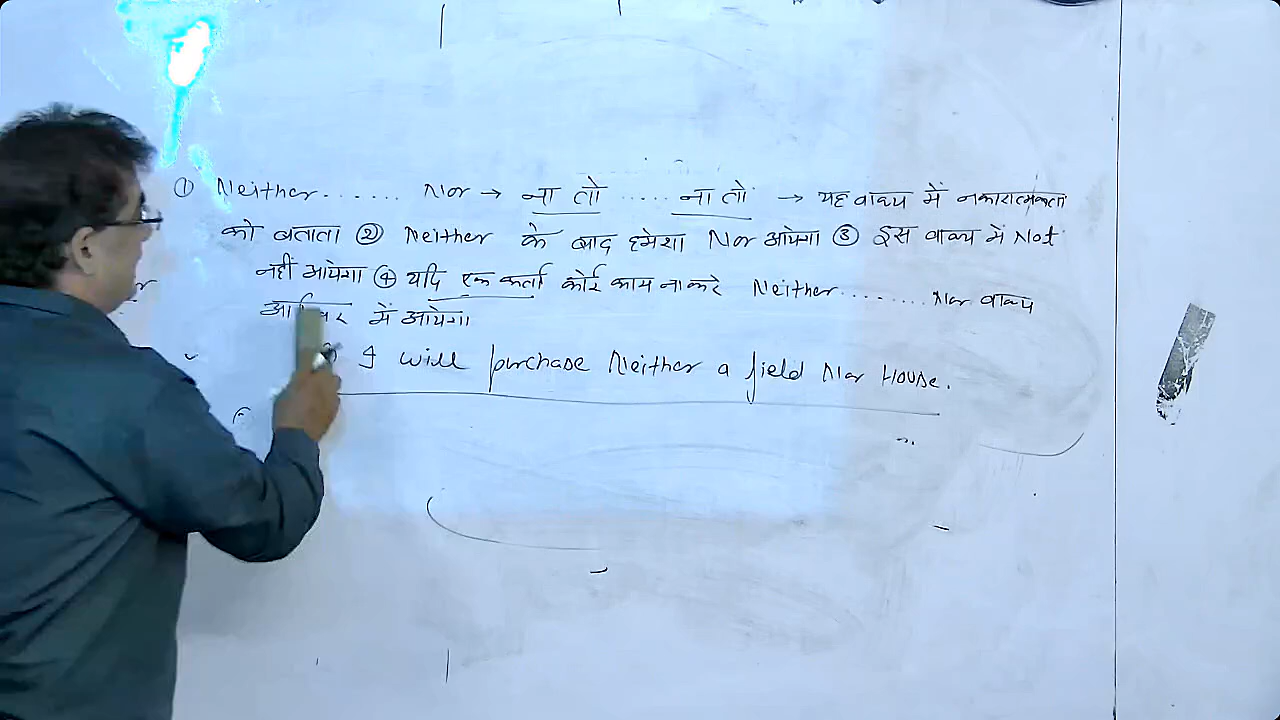 ① Neither...... Nor → ना तो ..... ना तो → यह वाक्य में नकारात्मकता
को बताता ② Neither के बाद हमेशा Nor आयेगा ③ इस वाक्य में Not
नहीं आयेगा ④ यदि एक कर्ता कोई काम ना करे Neither........ Nor वाक्य
में आयेगा
I will purchase Neither a field Nor House.